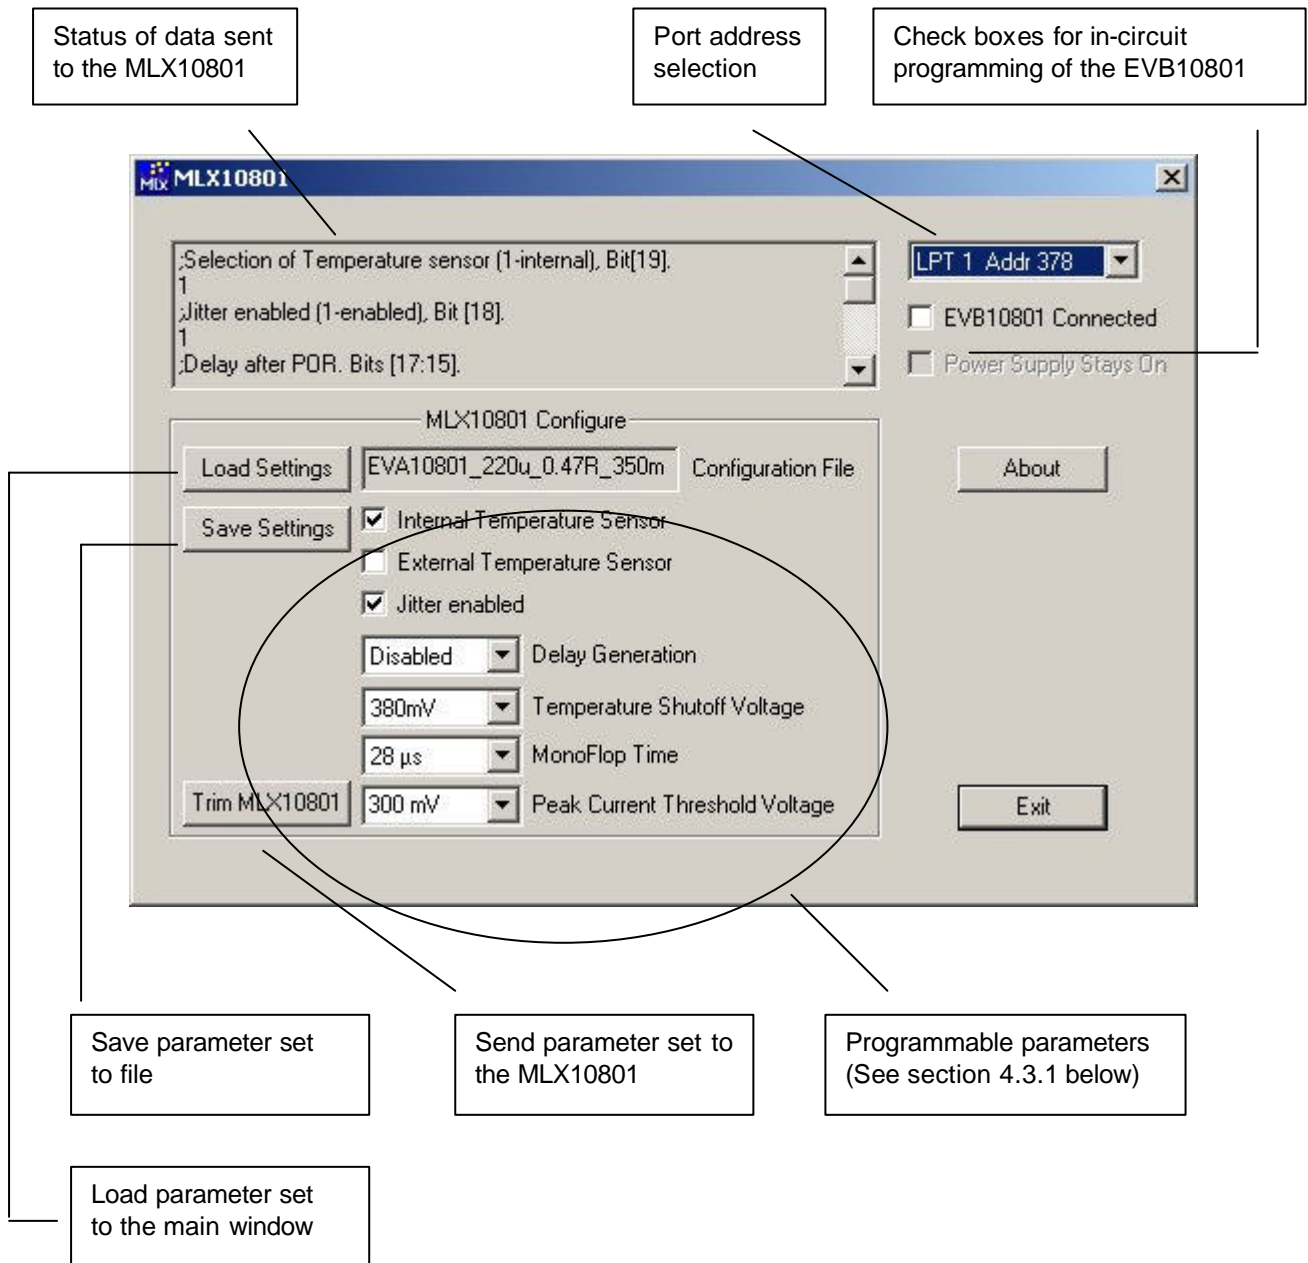 Status of data sent
to the MLX10801
Port address
selection
Check boxes for in-circuit
programming of the EVB10801
Mlx MLX10801
;Selection of Temperature sensor (1-internal), Bit[19].
1
;Jitter enabled (1-enabled), Bit [18].
1
;Delay after POR. Bits [17:15].
LPT 1 Addr 378
EVB10801 Connected
Power Supply Stays On
MLX10801 Configure
Load Settings
EVA10801_220u_0.47R_350m
Configuration File
About
Save Settings
Internal Temperature Sensor
External Temperature Sensor
Jitter enabled
Disabled
Delay Generation
380mV
Temperature Shutoff Voltage
28 µs
MonoFlop Time
Trim MLX10801
300 mV
Peak Current Threshold Voltage
Exit
Save parameter set
to file
Send parameter set to
the MLX10801
Programmable parameters
(See section 4.3.1 below)
Load parameter set
to the main window